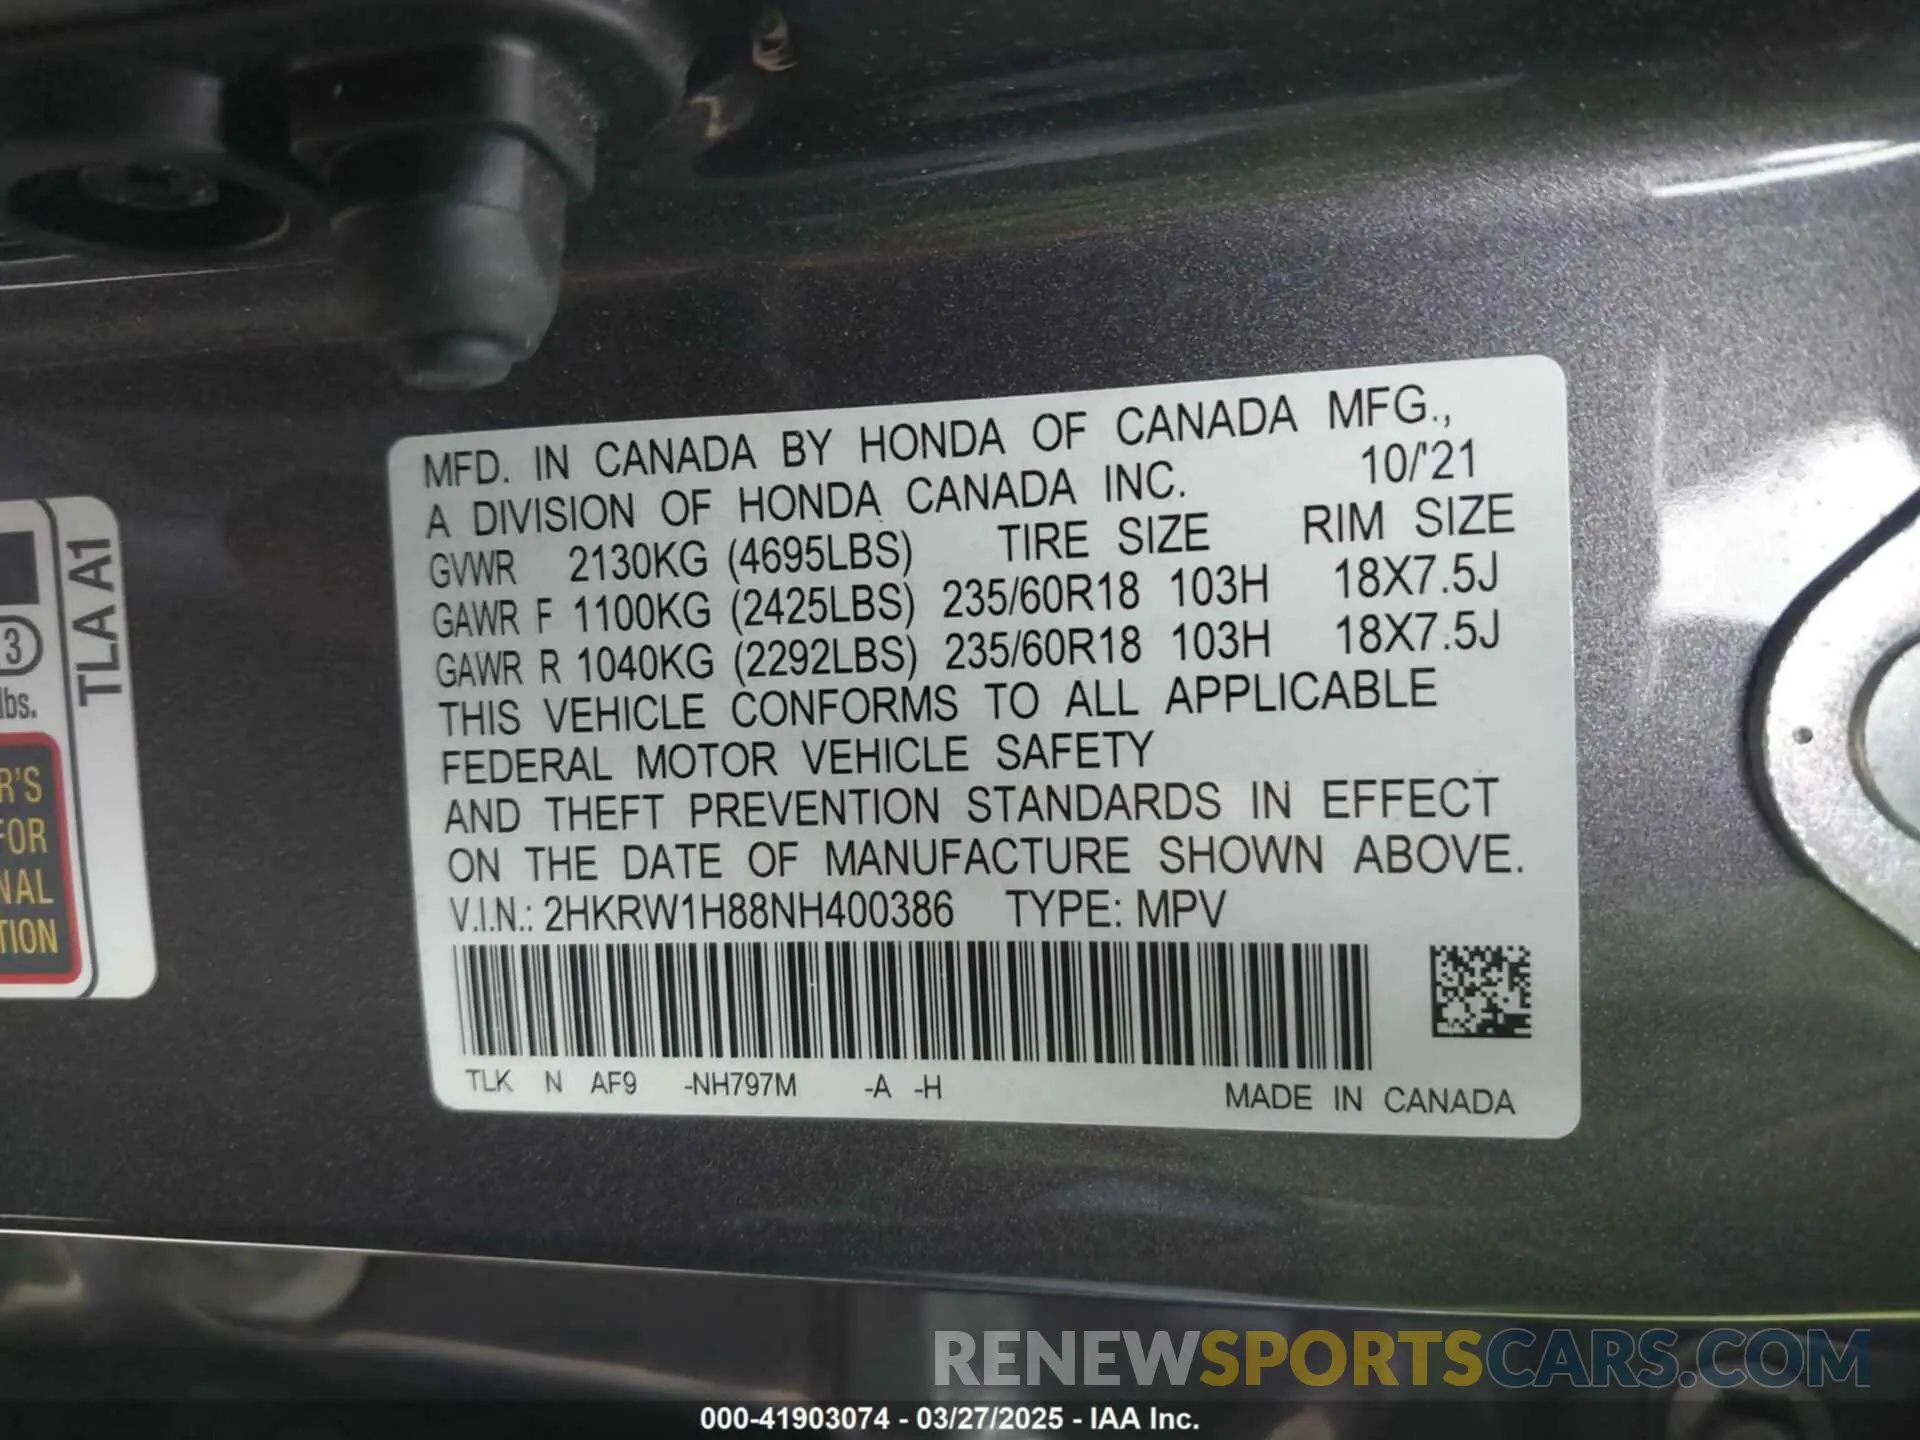 MFD. IN CANADA BY HONDA OF CANADA MFG.,
A DIVISION OF HONDA CANADA INC. 10/'21
GVWR 2130KG (4695LBS) TIRE SIZE RIM SIZE
GAWR F 1100KG (2425LBS) 235/60R18 103H 18X7.5J
GAWR R 1040KG (2292LBS) 235/60R18 103H 18X7.5J
THIS VEHICLE CONFORMS TO ALL APPLICABLE
FEDERAL MOTOR VEHICLE SAFETY
AND THEFT PREVENTION STANDARDS IN EFFECT
ON THE DATE OF MANUFACTURE SHOWN ABOVE.
V.I.N.: 2HKRW1H88NH400386 TYPE: MPV
TLK N AF9 -NH797M -A -H MADE IN CANADA
TLA A1
3
lbs.
R'S
FOR
NAL
TION
RENEWSPORTSCARS.COM
000-41903074 - 03/27/2025 - IAA Inc.